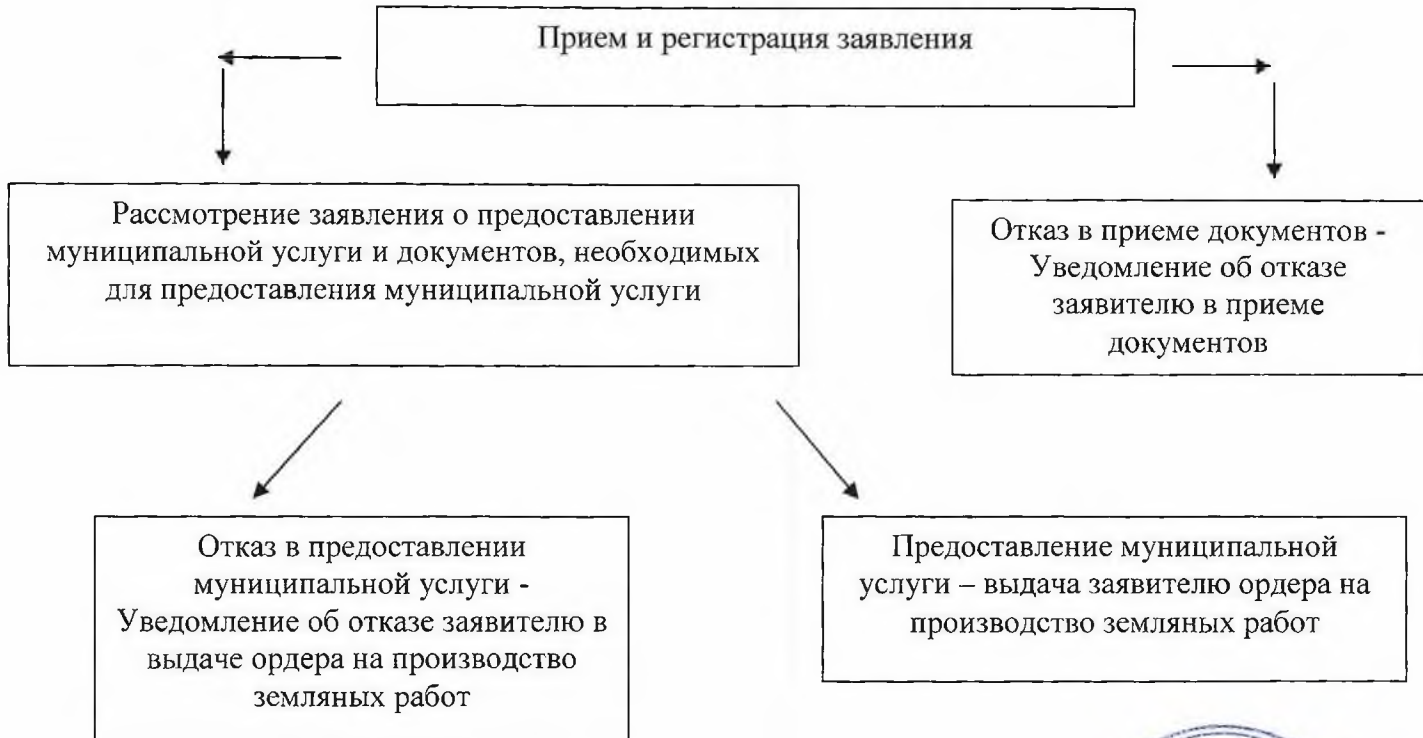 Прием и регистрация заявления
Рассмотрение заявления о предоставлении
муниципальной услуги и документов, необходимых
для предоставления муниципальной услуги
Отказ в приеме документов -
Уведомление об отказе
заявителю в приеме
документов
Отказ в предоставлении
муниципальной услуги -
Уведомление об отказе заявителю в
выдаче ордера на производство
земляных работ
Предоставление муниципальной
услуги – выдача заявителю ордера на
производство земляных работ